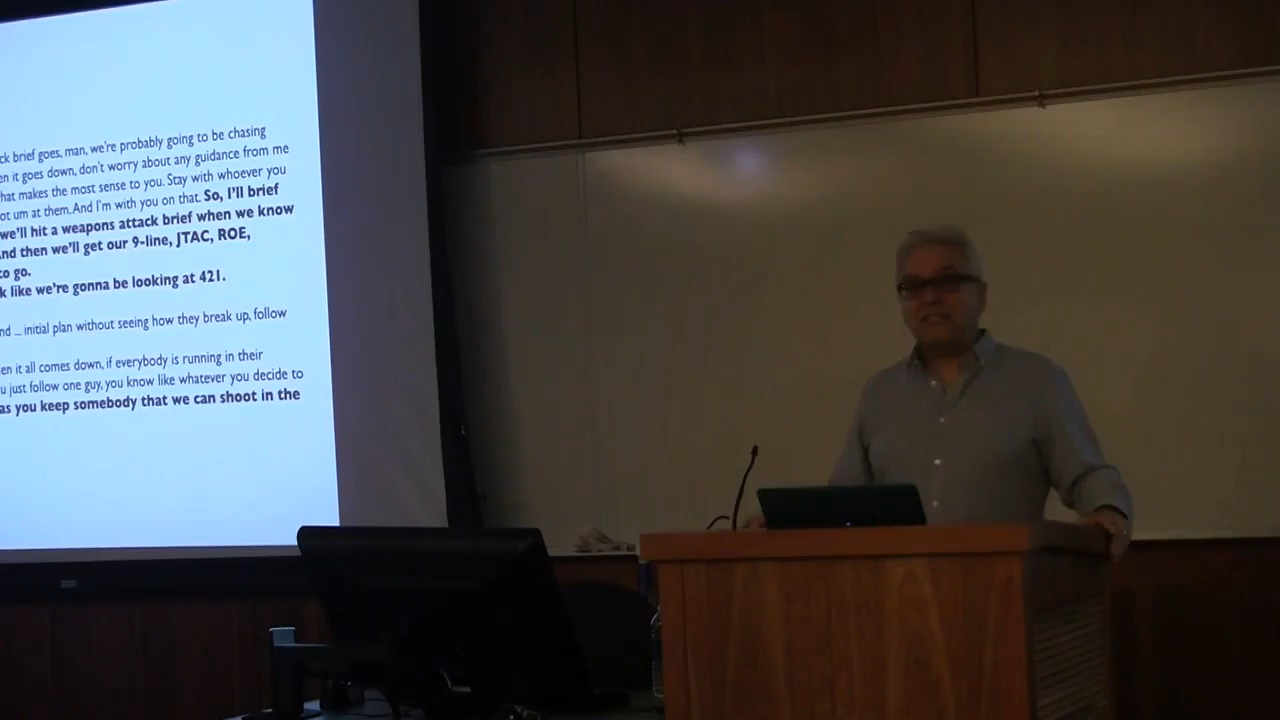 ck brief goes, man, we're probably going to be chasing
en it goes down, don't worry about any guidance from me
hat makes the most sense to you. Stay with whoever you
ot um at them. And I'm with you on that. So, I'll brief
we'll hit a weapons attack brief when we know
nd then we'll get our 9-line, JTAC, ROE,
to go.
k like we're gonna be looking at 421.
nd ... initial plan without seeing how they break up, follow
en it all comes down, if everybody is running in their
u just follow one guy, you know like whatever you decide to
as you keep somebody that we can shoot in the